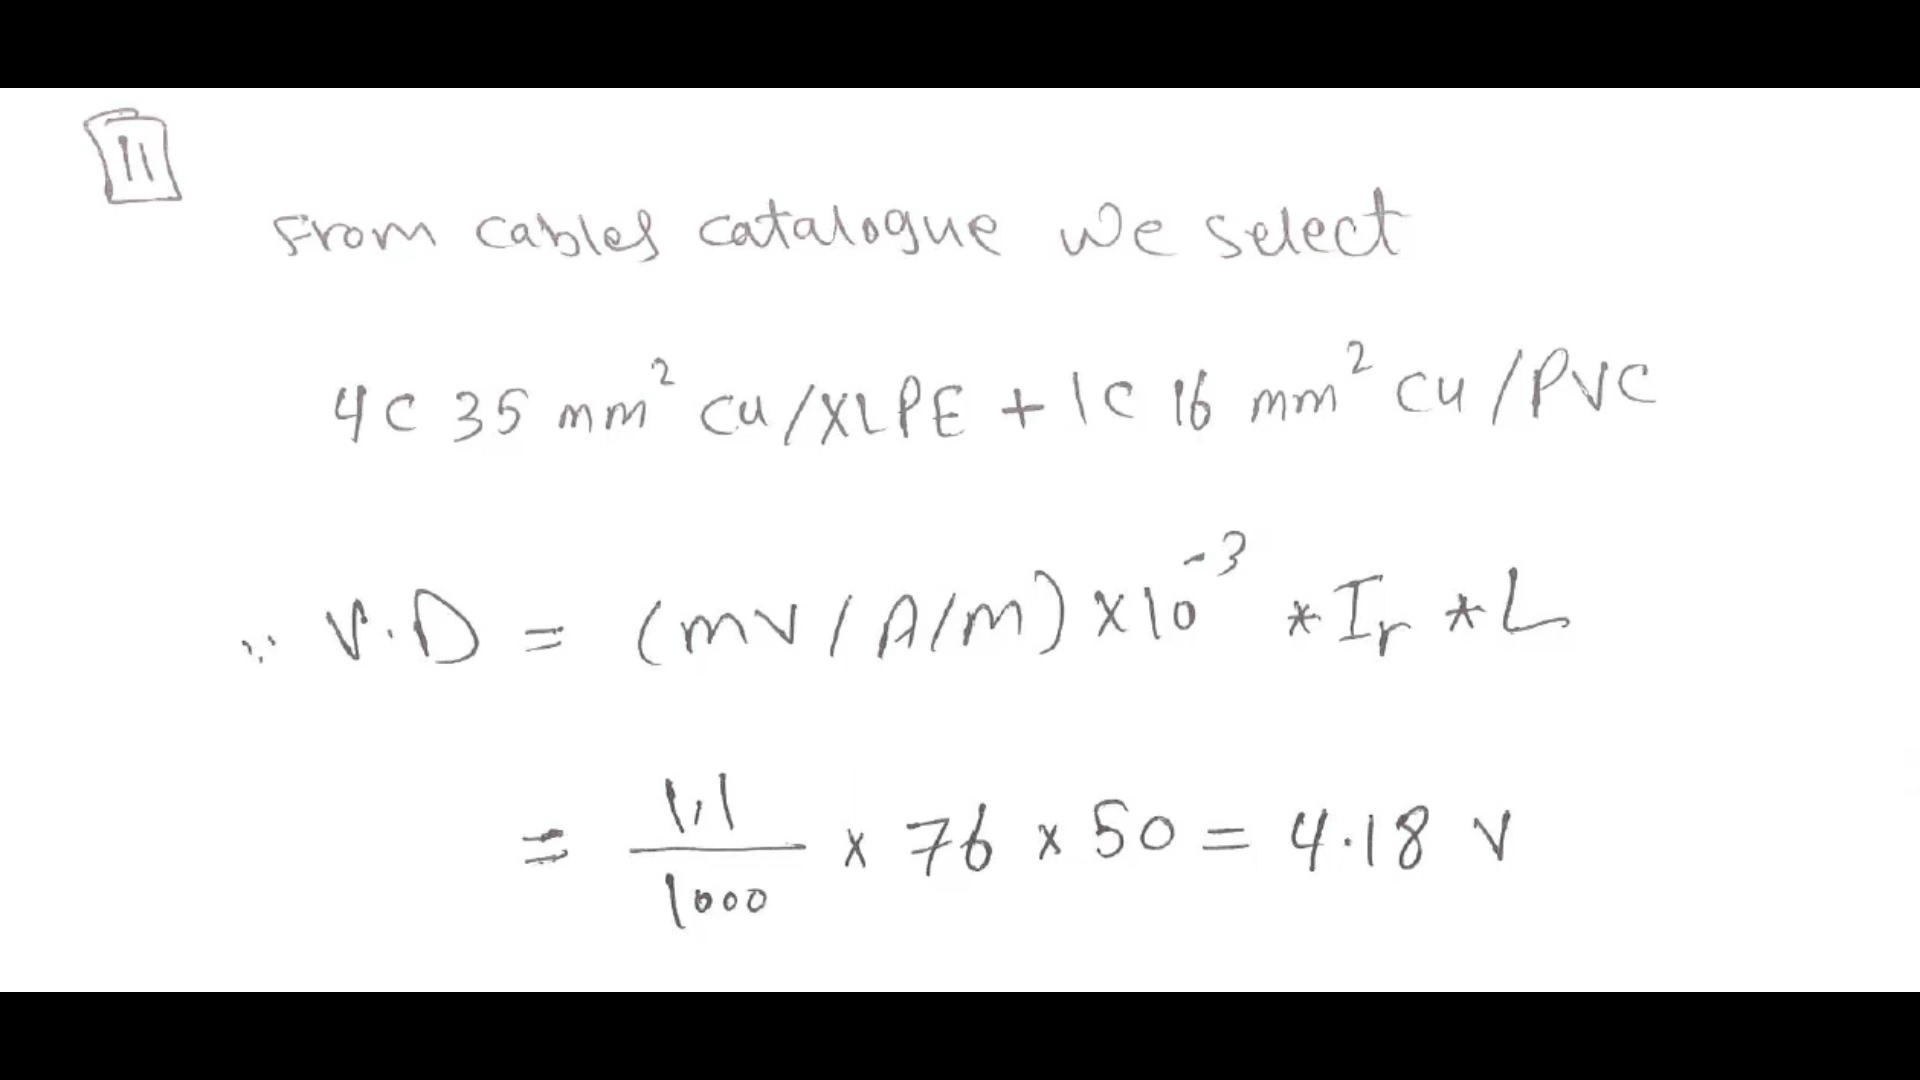 11
From cables catalogue we select
4C 35 mm² Cu/XLPE + 1C 16 mm² Cu/PVC
∵ V.D = (mV/A/m) x10⁻³ * Ir * L
= 1,1/1000 x 76 x 50 = 4.18 V